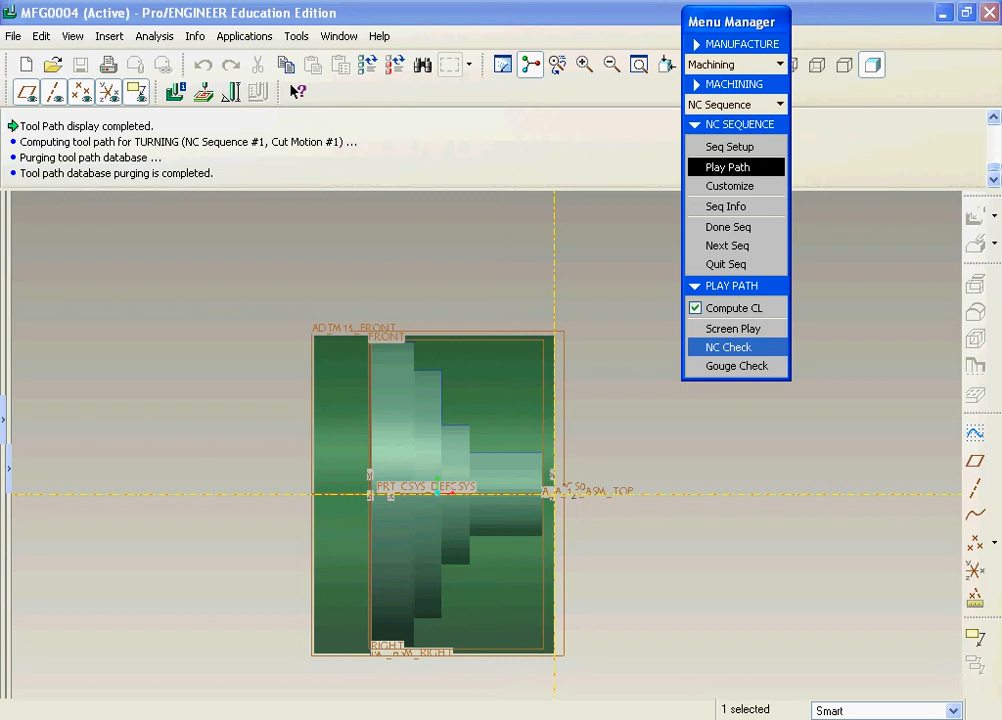 MFG0004 (Active) - Pro/ENGINEER Education Edition
File Edit View Insert Analysis Info Applications Tools Window Help
Tool Path display completed.
Computing tool path for TURNING (NC Sequence #1, Cut Motion #1) ...
Purging tool path database ...
Tool path database purging is completed.
Menu Manager
MANUFACTURE
Machining
MACHINING
NC Sequence
NC SEQUENCE
Seq Setup
Play Path
Customize
Seq Info
Done Seq
Next Seq
Quit Seq
PLAY PATH
Compute CL
Screen Play
NC Check
Gouge Check
FRONT
PRT_CSYS_DEF
RIGHT
1 selected
Smart